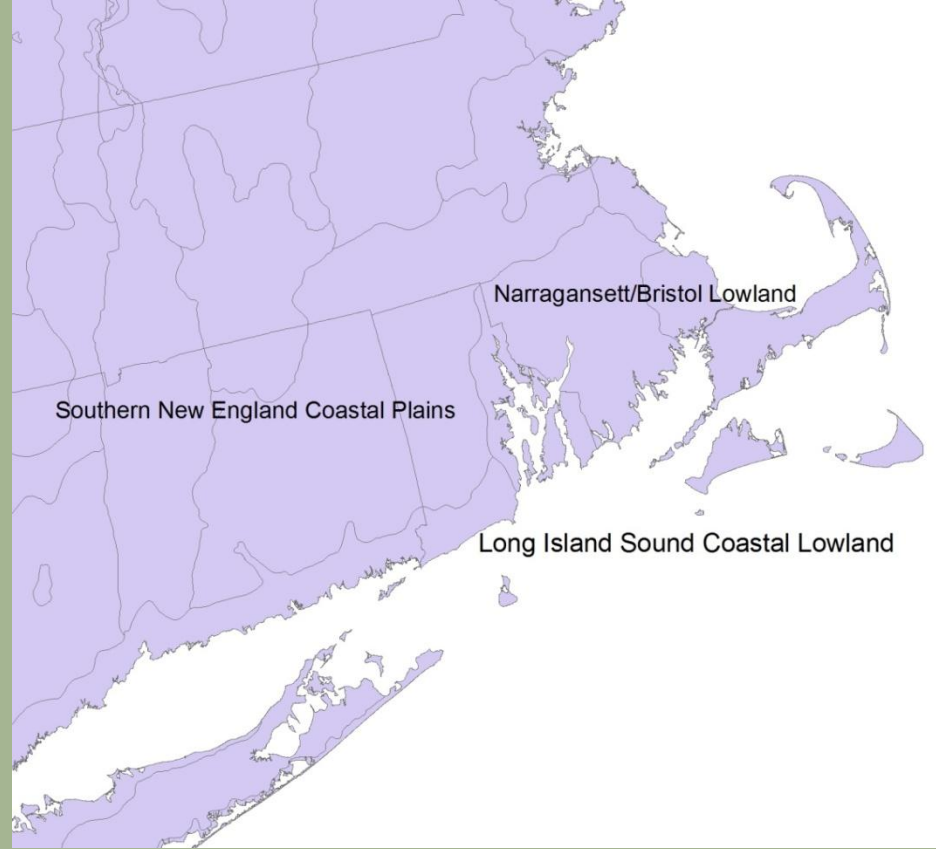 Narragansett/Bristol Lowland
Southern New England Coastal Plains
Long Island Sound Coastal Lowland